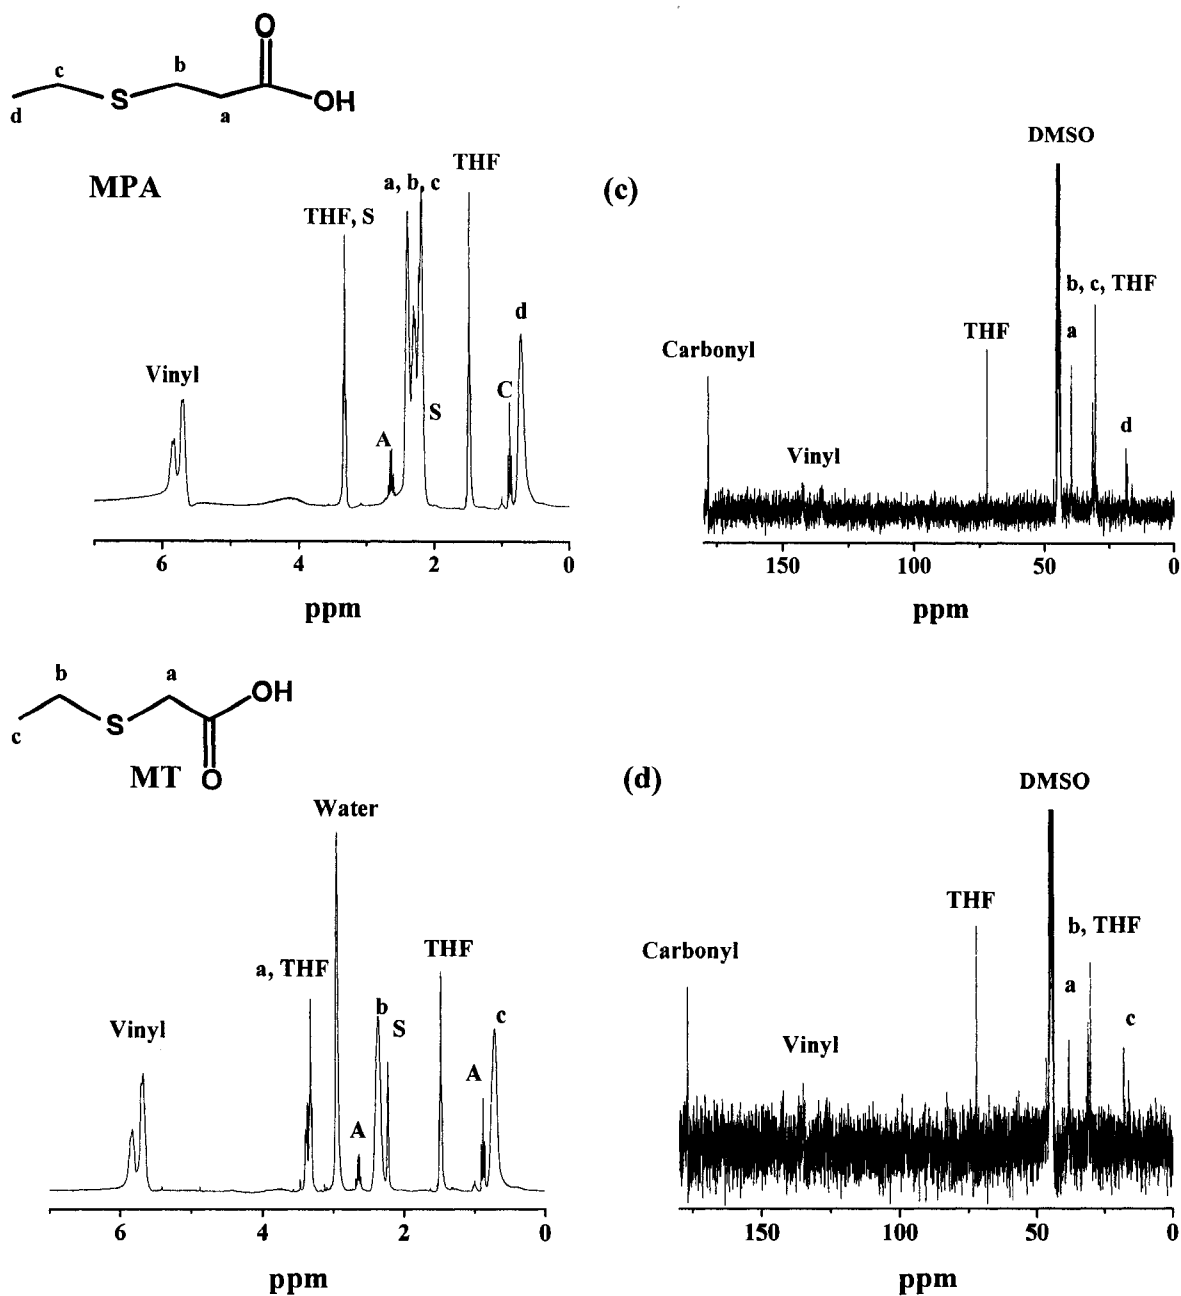 O
c
b
S
OH
d
a
MPA
THF, S
a, b, c
THF
Vinyl
A
S
C
d
6
4
2
0
ppm
(c)
DMSO
b, c, THF
THF
a
Carbonyl
d
Vinyl
150
100
50
0
ppm
b
a
OH
S
c
MT
O
Water
a, THF
THF
b
S
c
Vinyl
A
A
6
4
2
0
ppm
(d)
DMSO
THF
b, THF
Carbonyl
a
c
Vinyl
150
100
50
0
ppm